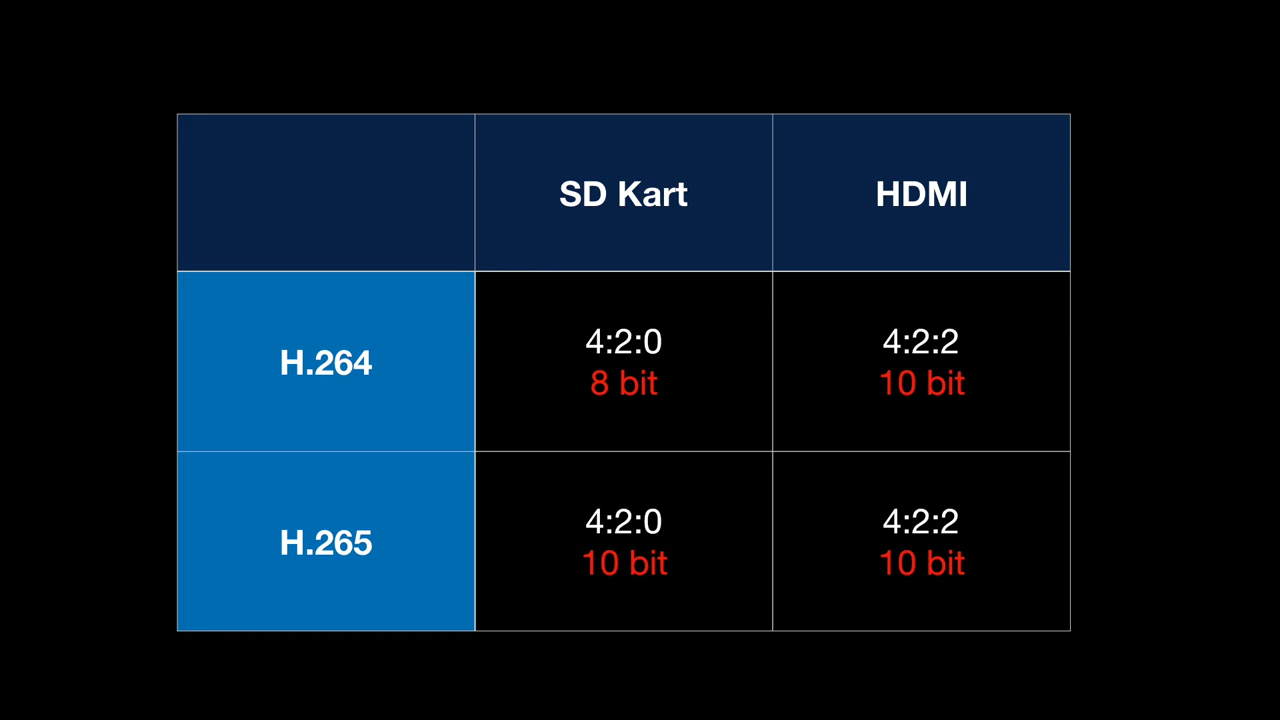 SD Kart HDMI
H.264 4:2:0 4:2:2
8 bit 10 bit
H.265 4:2:0 4:2:2
10 bit 10 bit